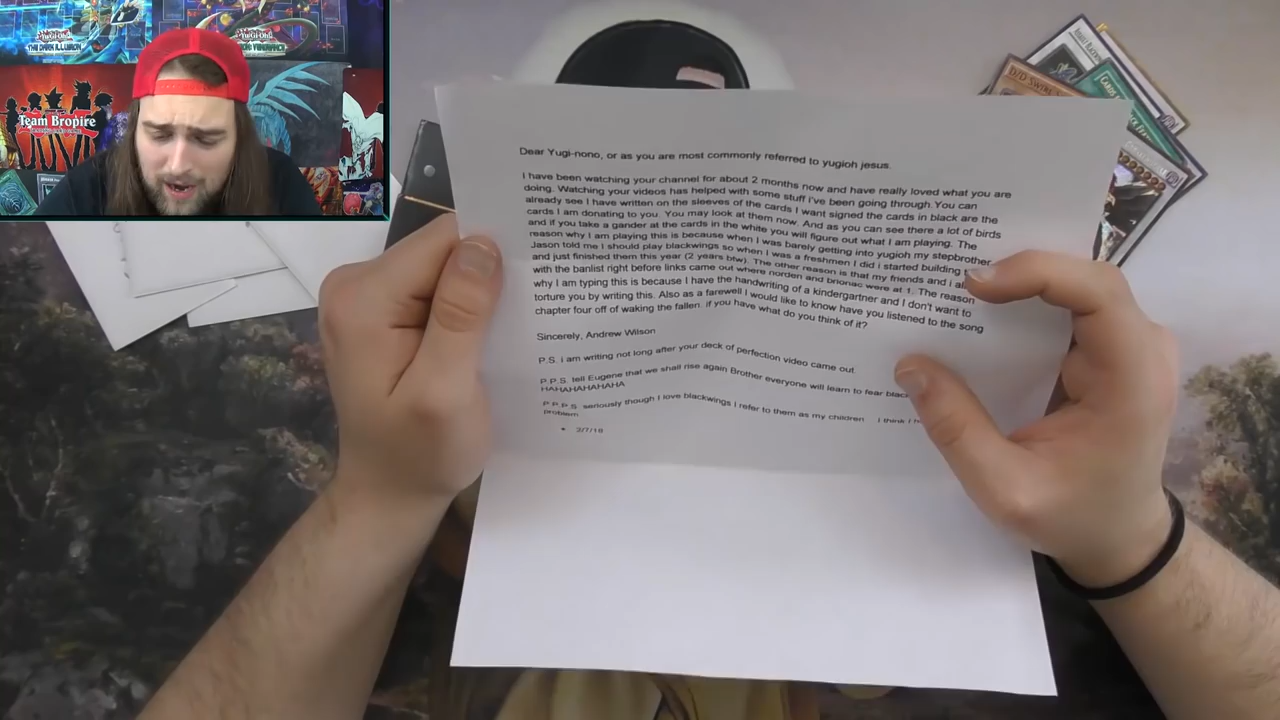 YU-GI-OH!
THE DARK ILLUSION
YU-GI-OH!
VENGEANCE
Team Bropire
D/D SWIRL
CARDS
Dear Yugi-nono, or as you are most commonly referred to yugioh jesus.
I have been watching your channel for about 2 months now and have really loved what you are
doing. Watching your videos has helped with some stuff i've been going through.You can
already see I have written on the sleeves of the cards I want signed the cards in black are the
cards I am donating to you. You may look at them now. And as you can see there a lot of birds
and if you take a gander at the cards in the white you will figure out what I am playing. The
reason why I am playing this is because when I was barely getting into yugioh my stepbrother
Jason told me I should play blackwings so when I was a freshmen I did i started building
and just finished them this year (2 years btw). The other reason is that my friends and i
with the banlist right before links came out where norden and brionac were at 1. The reason
why I am typing this is because I have the handwriting of a kindergartner and I don't want to
torture you by writing this. Also as a farewell I would like to know have you listened to the song
chapter four off of waking the fallen. if you have what do you think of it?
Sincerely, Andrew Wilson
P.S. i am writing not long after your deck of perfection video came out.
P.P.S. tell Eugene that we shall rise again Brother everyone will learn to fear
HAHAHAHAHAHA
P.P.P.S. seriously though I love blackwings I refer to them as my children I think I
problem
• 2/7/18